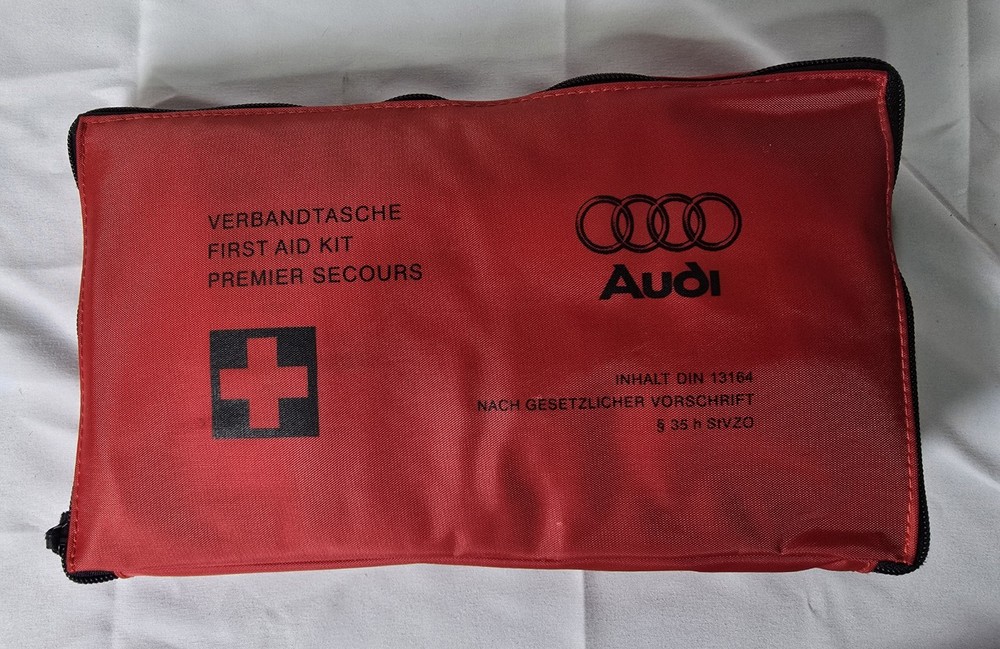 VERBANDTASCHE
FIRST AID KIT
PREMIER SECOURS
Audi
INHALT DIN 13164
NACH GESETZLICHER VORSCHRIFT
§ 35 h StVZO